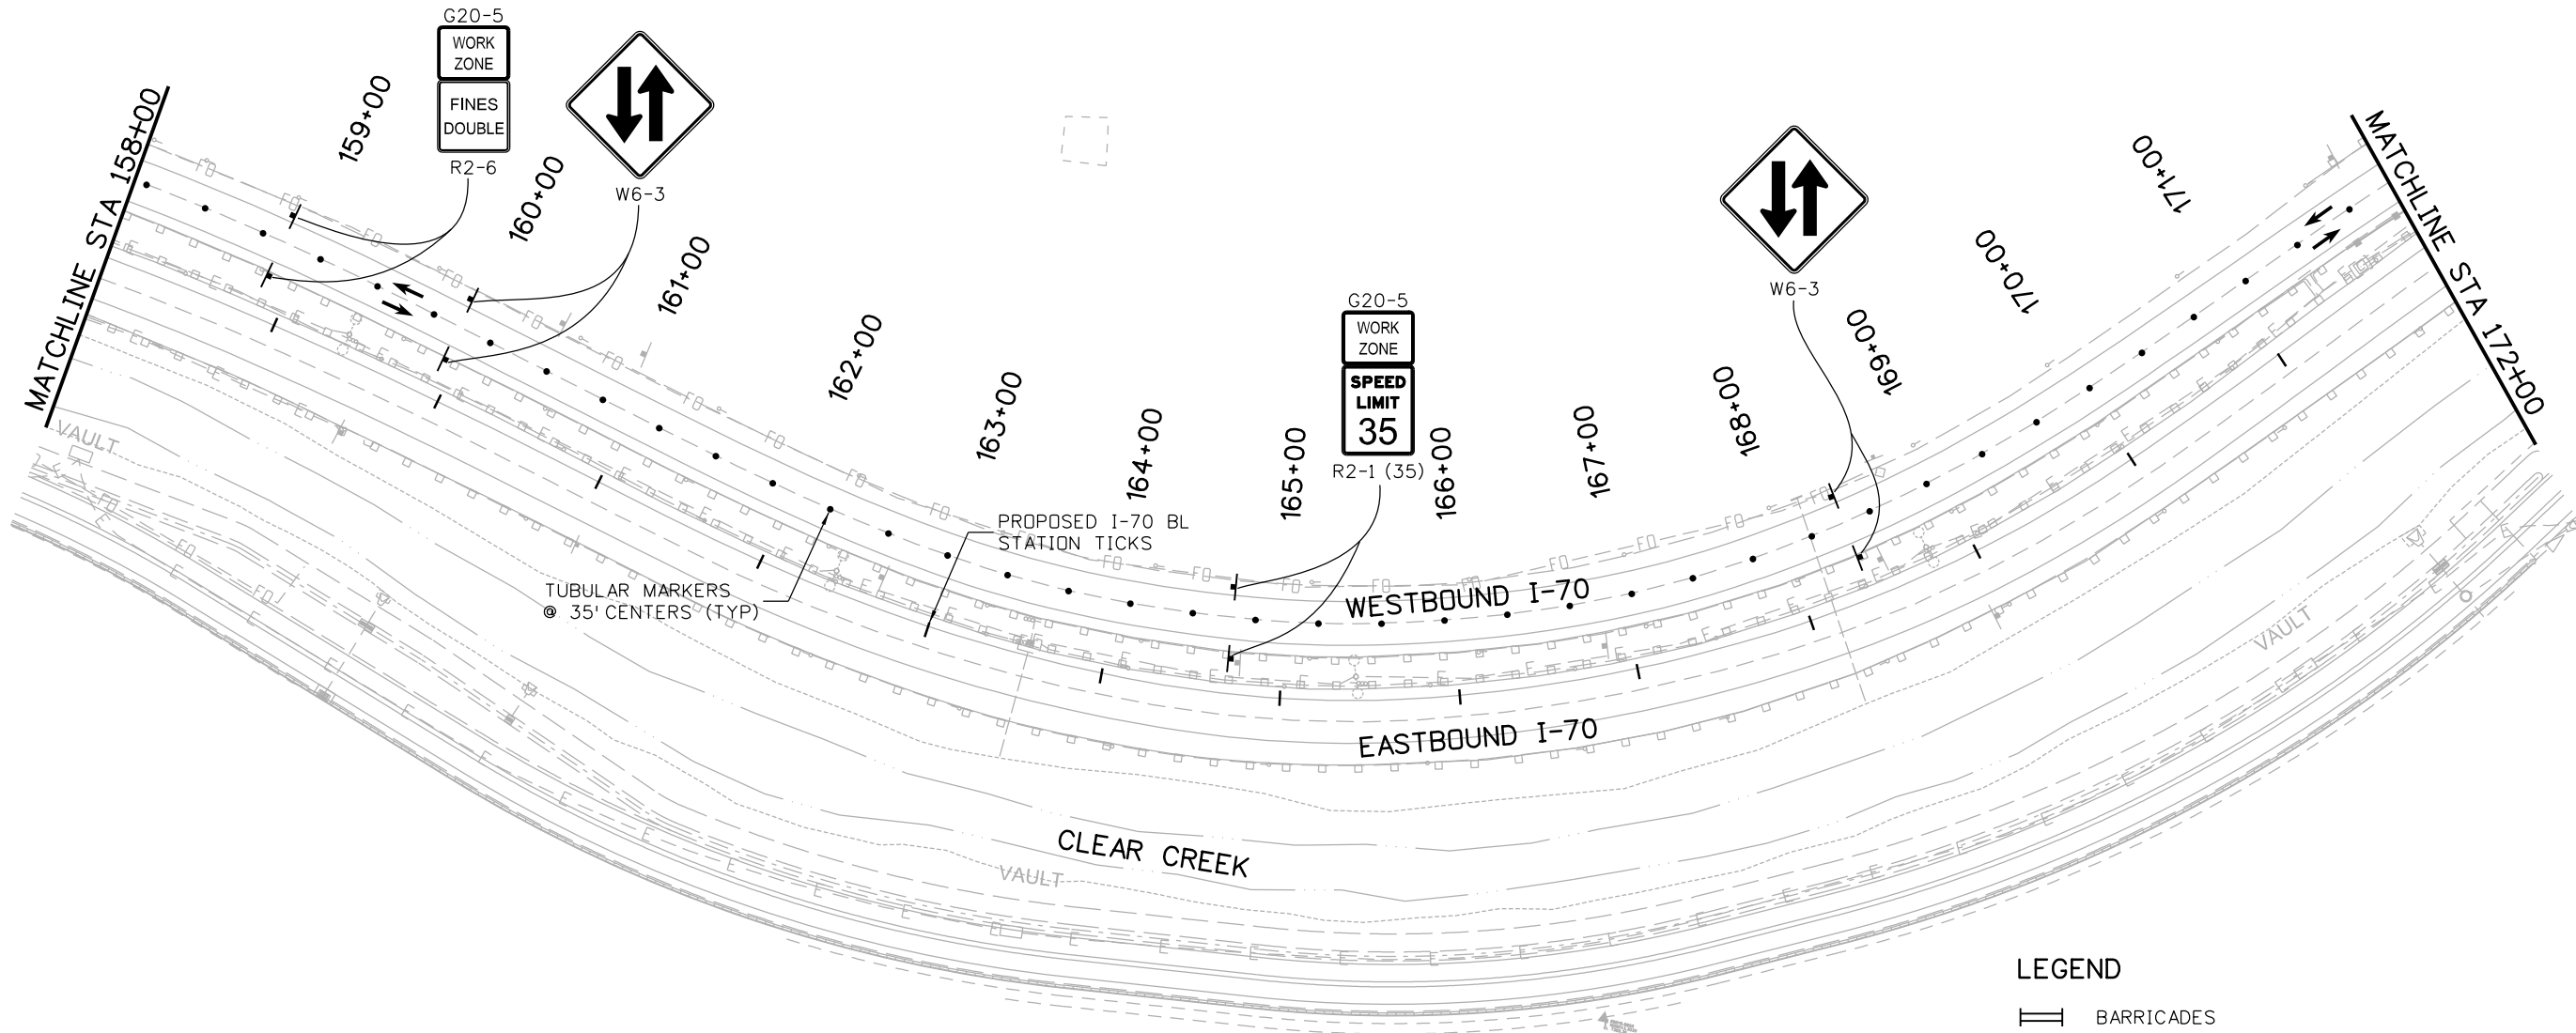 G20-5
WORK
ZONE
FINES
DOUBLE
R2-6
W6-3
MATCHLINE STA 158+00
159+00
160+00
161+00
162+00
163+00
164+00
165+00
166+00
167+00
168+00
169+00
170+00
171+00
MATCHLINE STA 172+00
G20-5
WORK
ZONE
SPEED
LIMIT
35
R2-1 (35)
W6-3
PROPOSED I-70 BL
STATION TICKS
TUBULAR MARKERS
@ 35' CENTERS (TYP)
WESTBOUND I-70
EASTBOUND I-70
CLEAR CREEK
VAULT
VAULT
VAULT
FO
E
LEGEND
BARRICADES